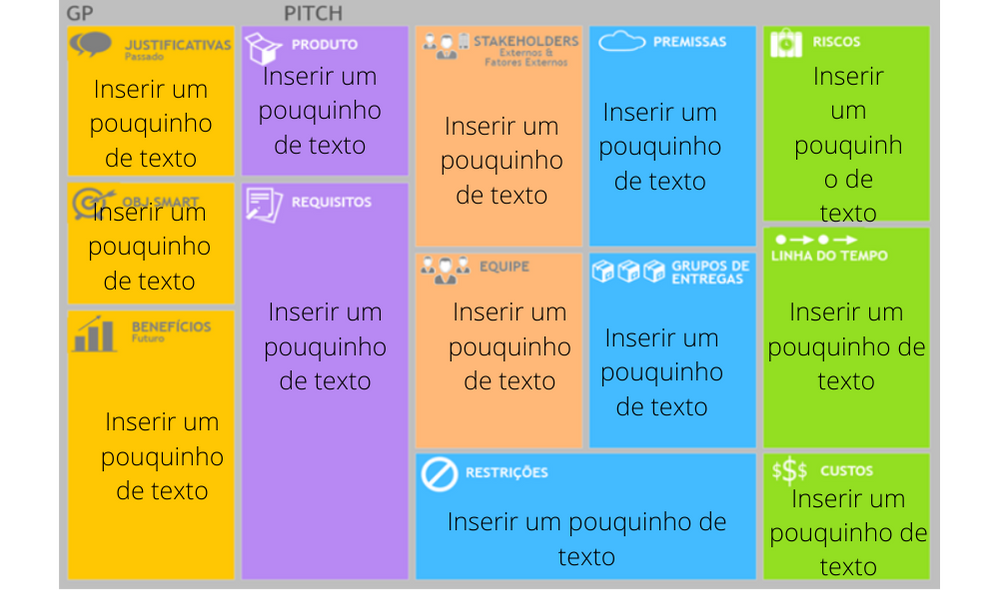 GP
PITCH
JUSTIFICATIVAS
Passado
Inserir um
pouquinho
de texto
OBJ SMART
Inserir um
pouquinho
de texto
BENEFÍCIOS
Futuro
Inserir um
pouquinho
de texto
PRODUTO
Inserir um
pouquinho
de texto
REQUISITOS
Inserir um
pouquinho
de texto
STAKEHOLDERS
Externos &
Fatores Externos
Inserir um
pouquinho
de texto
EQUIPE
Inserir um
pouquinho
de texto
PREMISSAS
Inserir um
pouquinho
de texto
GRUPOS DE
ENTREGAS
Inserir um
pouquinho
de texto
RESTRIÇÕES
Inserir um pouquinho de
texto
RISCOS
Inserir
um
pouquinh
o de
texto
LINHA DO TEMPO
Inserir um
pouquinho de
texto
$$$ CUSTOS
Inserir um
pouquinho de
texto